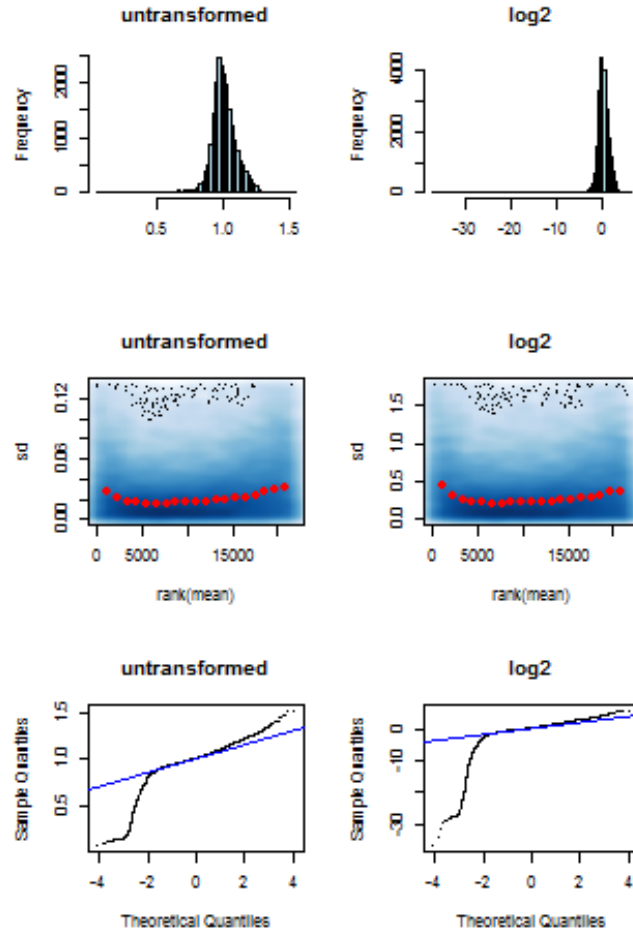 untransformed
log2
Frequency
0 1000 2000
0.5 1.0 1.5
Frequency
0 2000 4000
-30 -20 -10 0
untransformed
log2
sd
0.00 0.06 0.12
0 5000 15000
rank(mean)
sd
0.0 0.5 1.0 1.5
0 5000 15000
rank(mean)
untransformed
log2
Sample Quantiles
0.5 1.0 1.5
-4 -2 0 2 4
Theoretical Quantiles
Sample Quantiles
-30 -10 0
-4 -2 0 2 4
Theoretical Quantiles